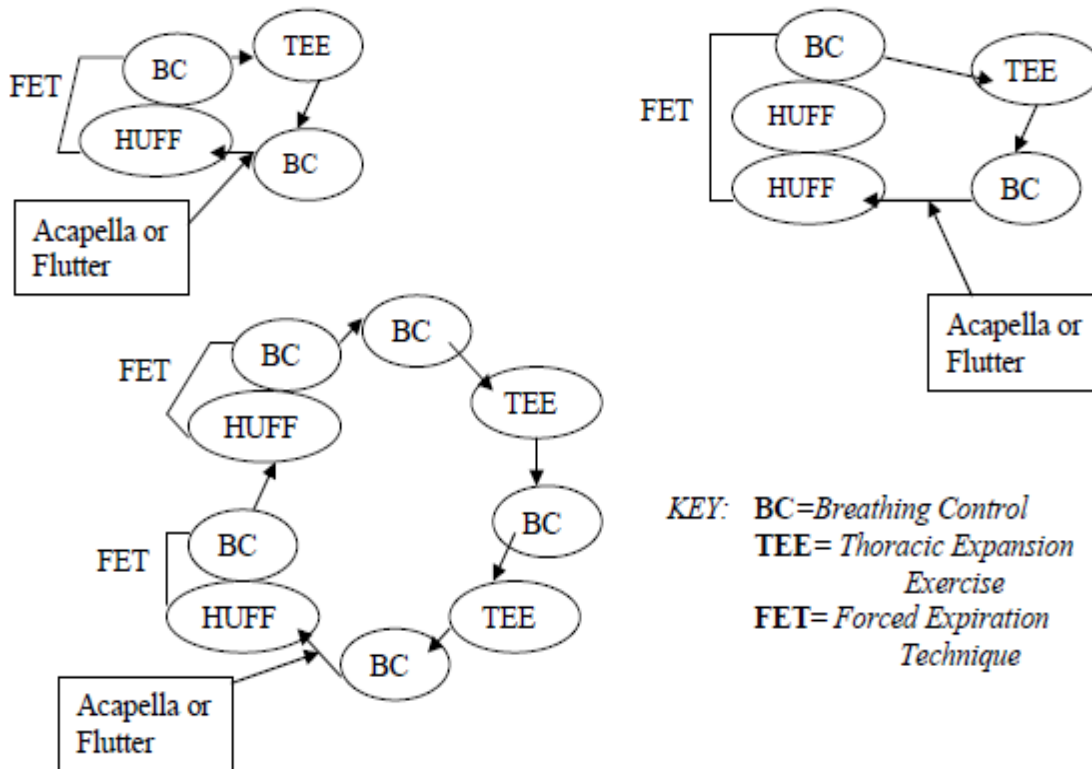 TEE
BC
FET
HUFF
BC
Acapella or
Flutter
BC
TEE
FET
HUFF
HUFF
BC
Acapella or
Flutter
BC
BC
FET
TEE
HUFF
BC
BC
FET
HUFF
TEE
BC
Acapella or
Flutter
KEY: BC=Breathing Control
TEE= Thoracic Expansion
Exercise
FET= Forced Expiration
Technique